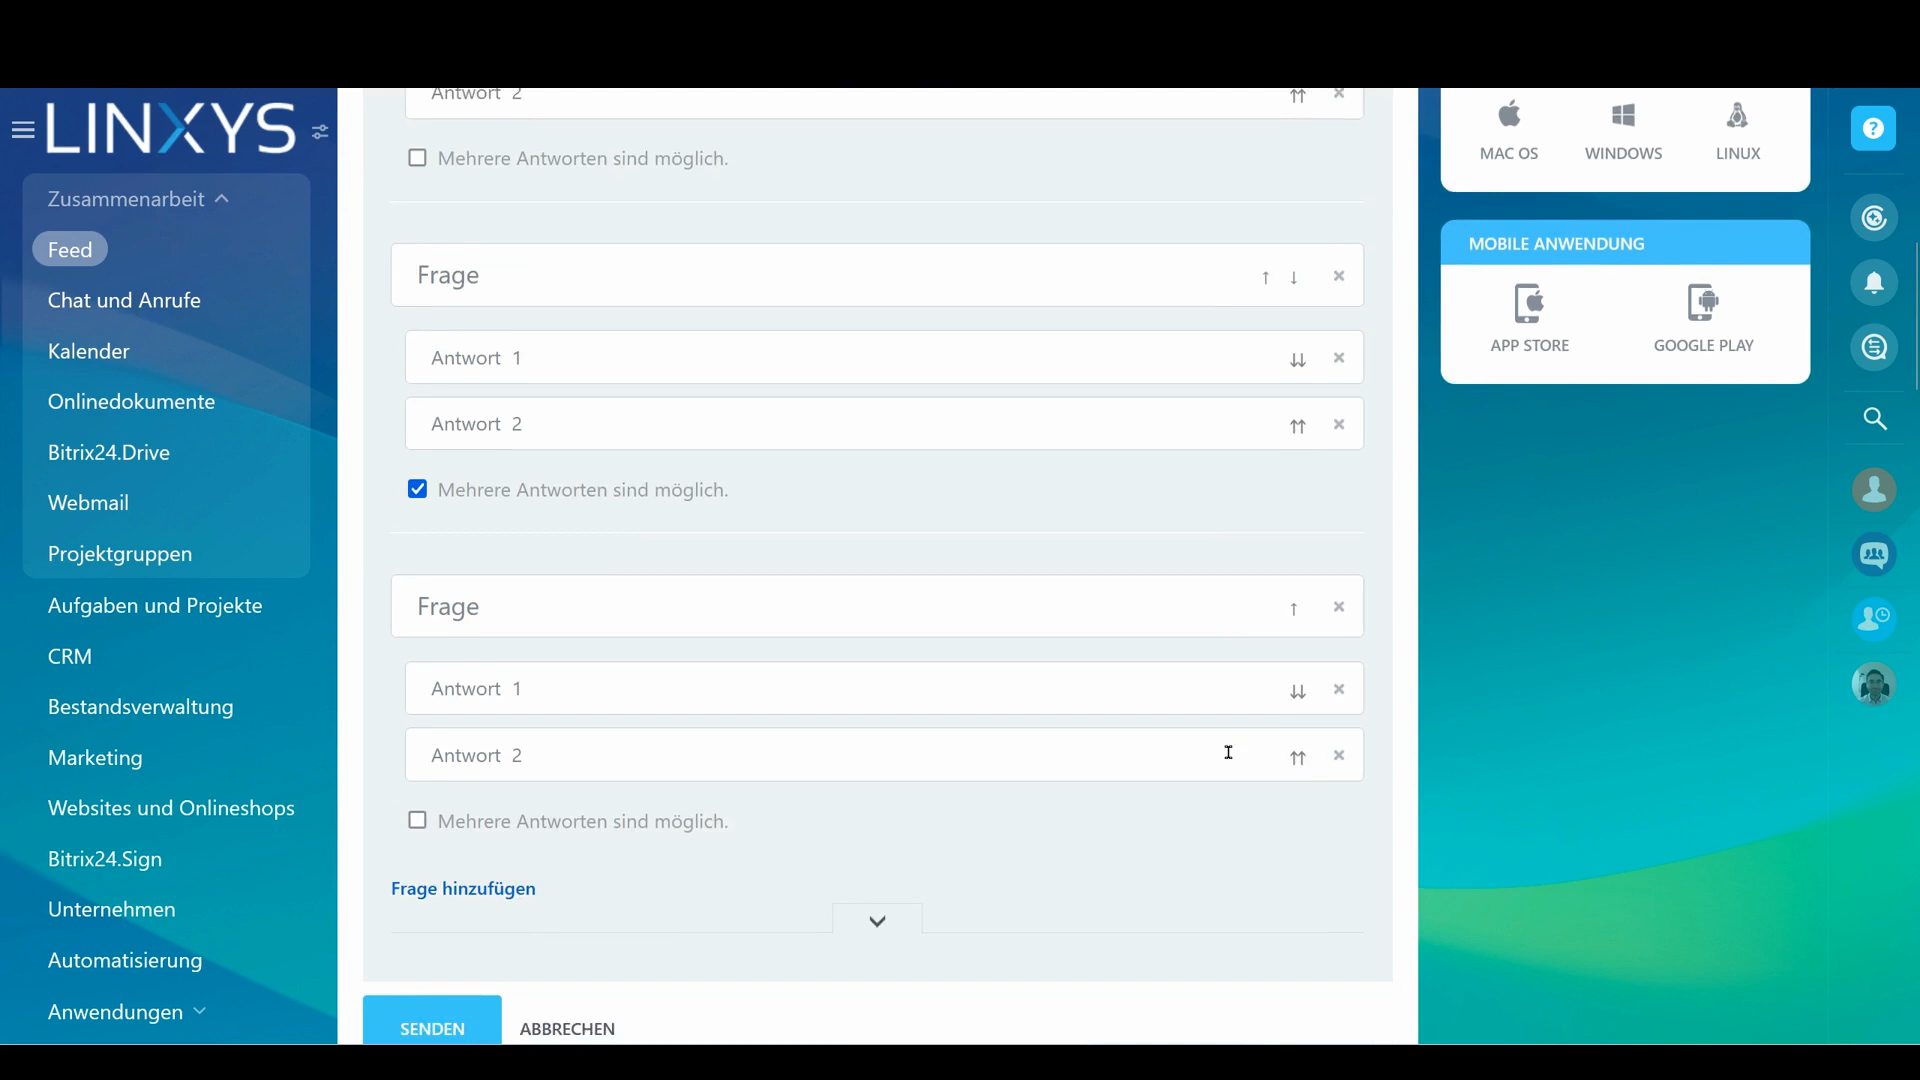 LINXYS
Zusammenarbeit
Feed
Chat und Anrufe
Kalender
Onlinedokumente
Bitrix24.Drive
Webmail
Projektgruppen
Aufgaben und Projekte
CRM
Bestandsverwaltung
Marketing
Websites und Onlineshops
Bitrix24.Sign
Unternehmen
Automatisierung
Anwendungen
Antwort 2
Mehrere Antworten sind möglich.
Frage
Antwort 1
Antwort 2
Mehrere Antworten sind möglich.
Frage
Antwort 1
Antwort 2
Mehrere Antworten sind möglich.
Frage hinzufügen
SENDEN
ABBRECHEN
MAC OS
WINDOWS
LINUX
MOBILE ANWENDUNG
APP STORE
GOOGLE PLAY